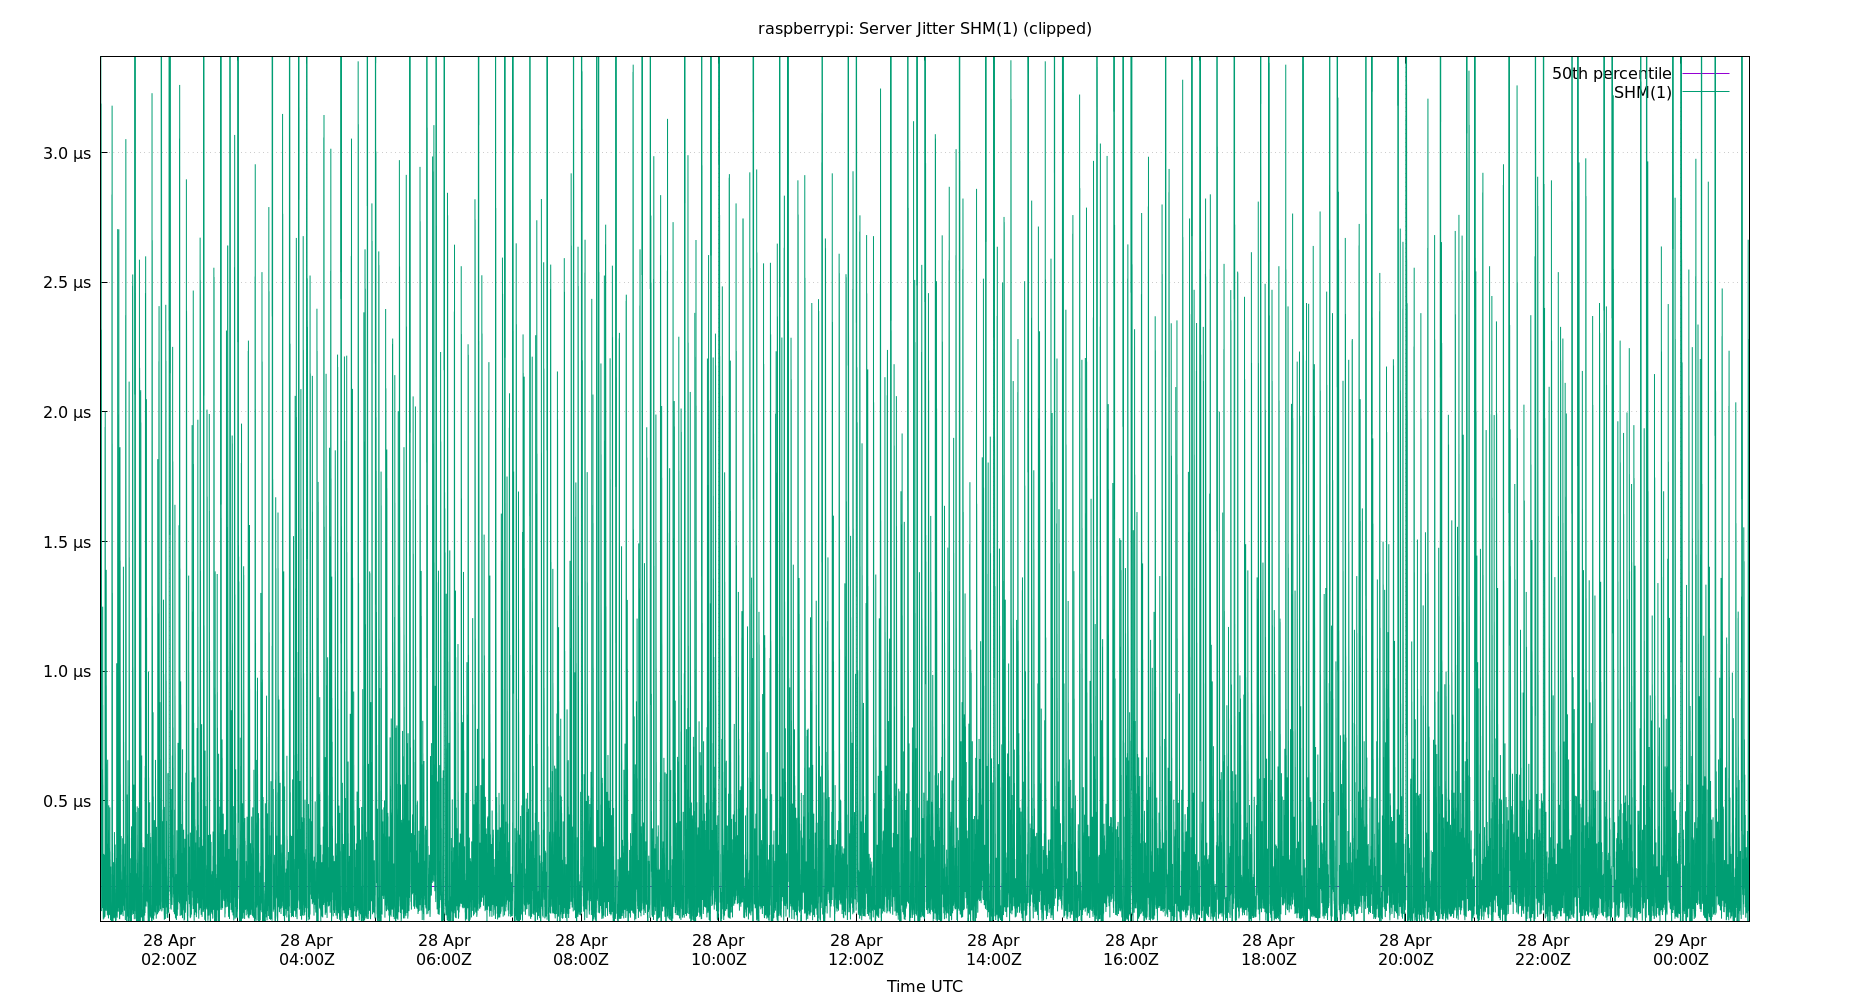 raspberrypi: Server Jitter SHM(1) (clipped)
50th percentile
SHM(1)
3.0 µs
2.5 µs
2.0 µs
1.5 µs
1.0 µs
0.5 µs
28 Apr 28 Apr 28 Apr 28 Apr 28 Apr 28 Apr 28 Apr 28 Apr 28 Apr 28 Apr 28 Apr 29 Apr
02:00Z 04:00Z 06:00Z 08:00Z 10:00Z 12:00Z 14:00Z 16:00Z 18:00Z 20:00Z 22:00Z 00:00Z
Time UTC